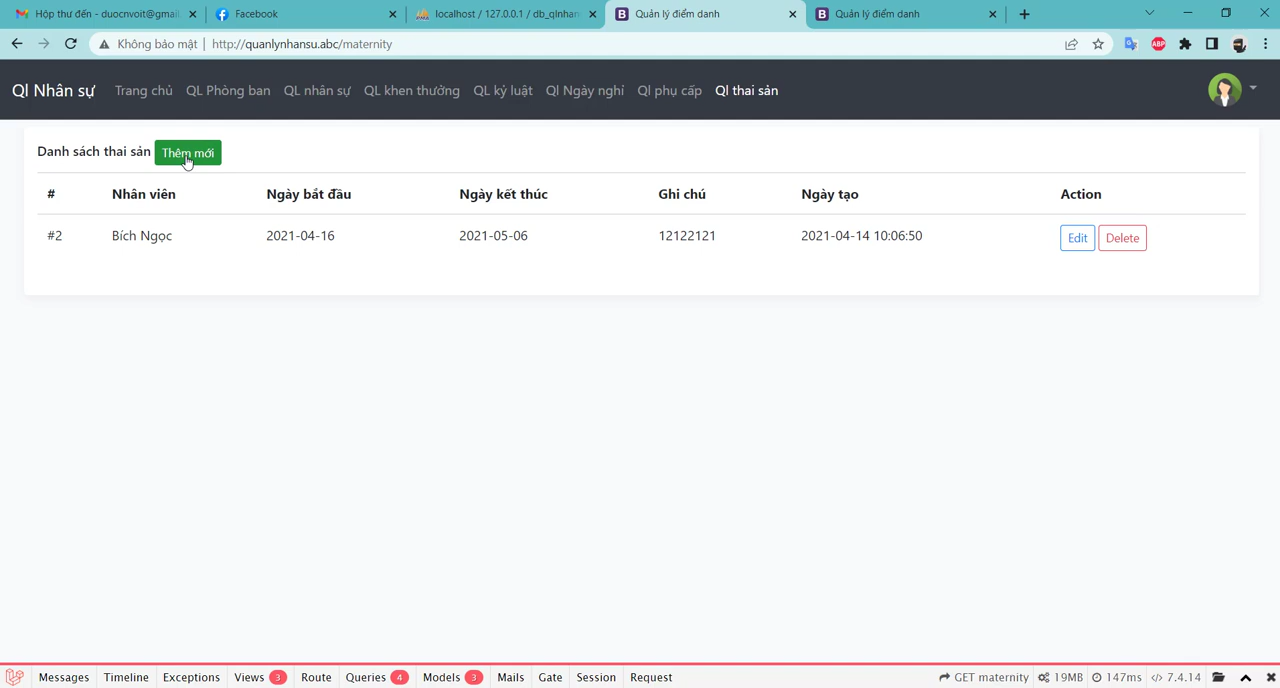 Hộp thư đến - duocnvoit@gmail
Facebook
localhost / 127.0.0.1 / db_qlnhan
Quản lý điểm danh
Quản lý điểm danh
Không bảo mật | http://quanlynhansu.abc/maternity
Ql Nhân sự Trang chủ QL Phòng ban QL nhân sự QL khen thưởng QL kỷ luật Ql Ngày nghỉ Ql phụ cấp Ql thai sản
Danh sách thai sản Thêm mới
# Nhân viên Ngày bắt đầu Ngày kết thúc Ghi chú Ngày tạo Action
#2 Bích Ngọc 2021-04-16 2021-05-06 12122121 2021-04-14 10:06:50 Edit Delete
Messages Timeline Exceptions Views 3 Route Queries 4 Models 3 Mails Gate Session Request GET maternity 19MB 147ms 7.4.14